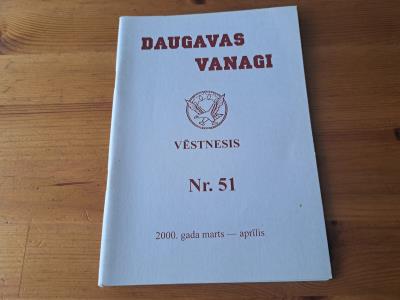 DAUGAVAS
VANAGI
VĒSTNESIS
Nr. 51
2000. gada marts — aprīlis